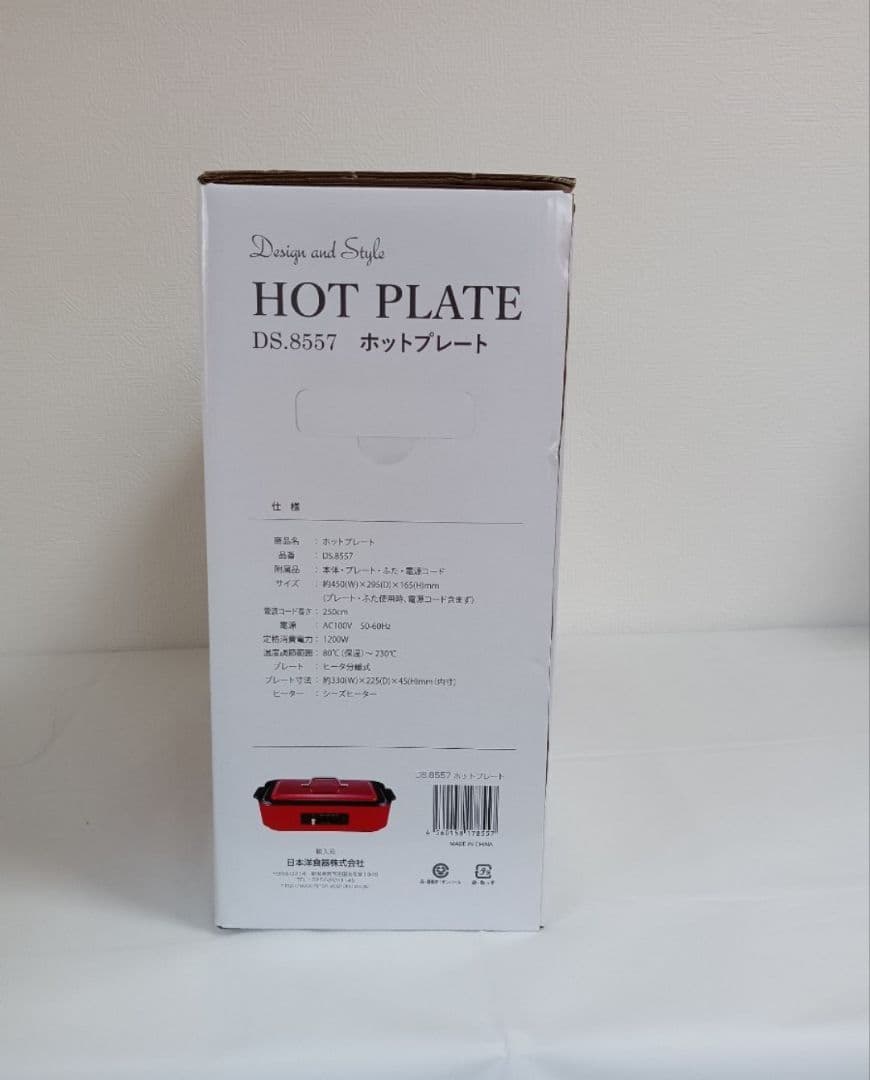 Design and Style
HOT PLATE
DS.8557 ホットプレート
仕 様
商品名 : ホットプレート
品番 : DS.8557
附属品 : 本体・プレート・ふた・電源コード
サイズ : 約450(W)×295(D)×165(H)mm
(プレート・ふた使用時、電源コード含まず)
電源コード長さ : 250cm
電源 : AC100V 50-60Hz
定格消費電力 : 1200W
温度調節範囲 : 80℃(保温)～230℃
プレート : ヒータ分離式
プレート寸法 : 約330(W)×225(D)×45(H)mm(内寸)
ヒーター : シーズヒーター
DS.8557 ホットプレート
4 560158 178557
MADE IN CHINA
輸入元
日本洋食器株式会社